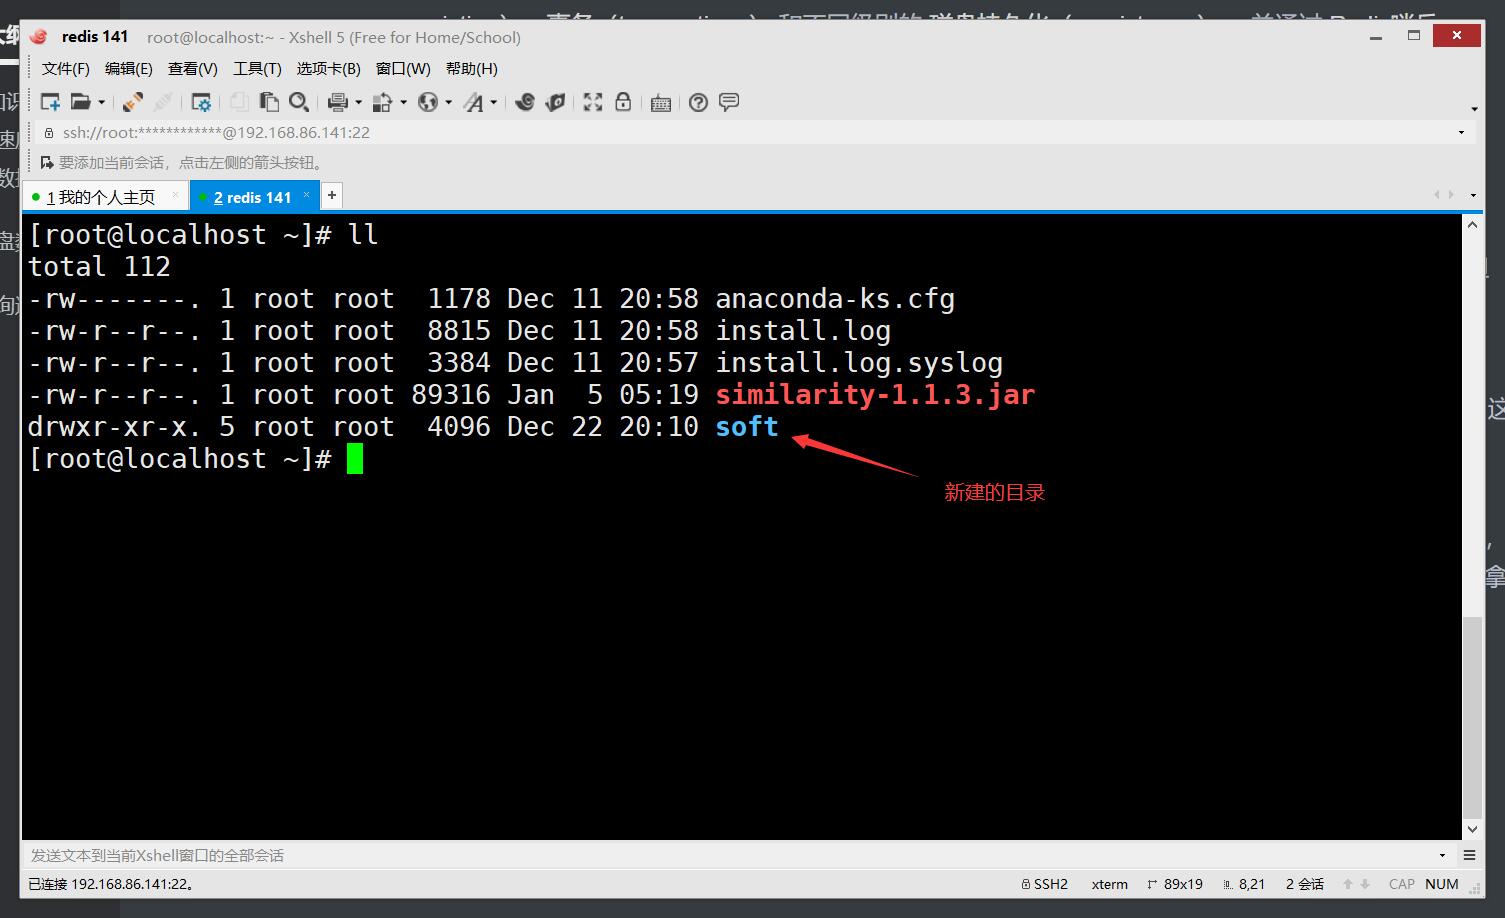 redis 141 root@localhost:~ - Xshell 5 (Free for Home/School)
文件(F) 编辑(E) 查看(V) 工具(T) 选项卡(B) 窗口(W) 帮助(H)
ssh://root:************@192.168.86.141:22
要添加当前会话，点击左侧的箭头按钮。
1 我的个人主页 × 2 redis 141 × +
[root@localhost ~]# ll
total 112
-rw-------. 1 root root  1178 Dec 11 20:58 anaconda-ks.cfg
-rw-r--r--. 1 root root  8815 Dec 11 20:58 install.log
-rw-r--r--. 1 root root  3384 Dec 11 20:57 install.log.syslog
-rw-r--r--. 1 root root 89316 Jan  5 05:19 similarity-1.1.3.jar
drwxr-xr-x. 5 root root  4096 Dec 22 20:10 soft
[root@localhost ~]#
新建的目录
发送文本到当前Xshell窗口的全部会话
已连接 192.168.86.141:22。 SSH2 xterm 89x19 8,21 2 会话 CAP NUM